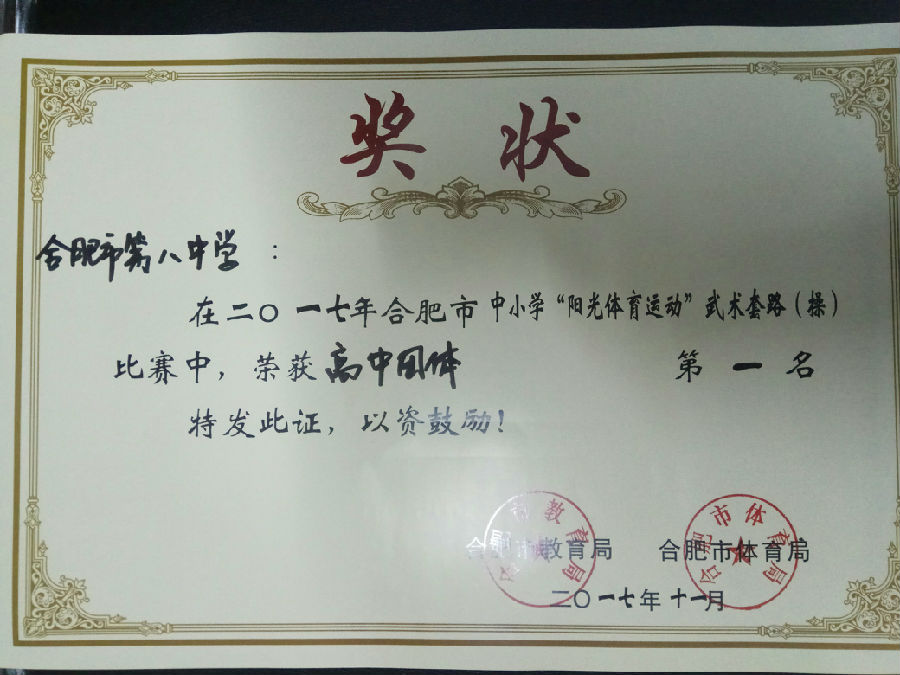 奖状
合肥市第八中学：
在二〇一七年合肥市中小学“阳光体育运动”武术套路（操）
比赛中，荣获高中团体 第一名
特发此证，以资鼓励！
合肥市教育局 合肥市体育局
二〇一七年十一月